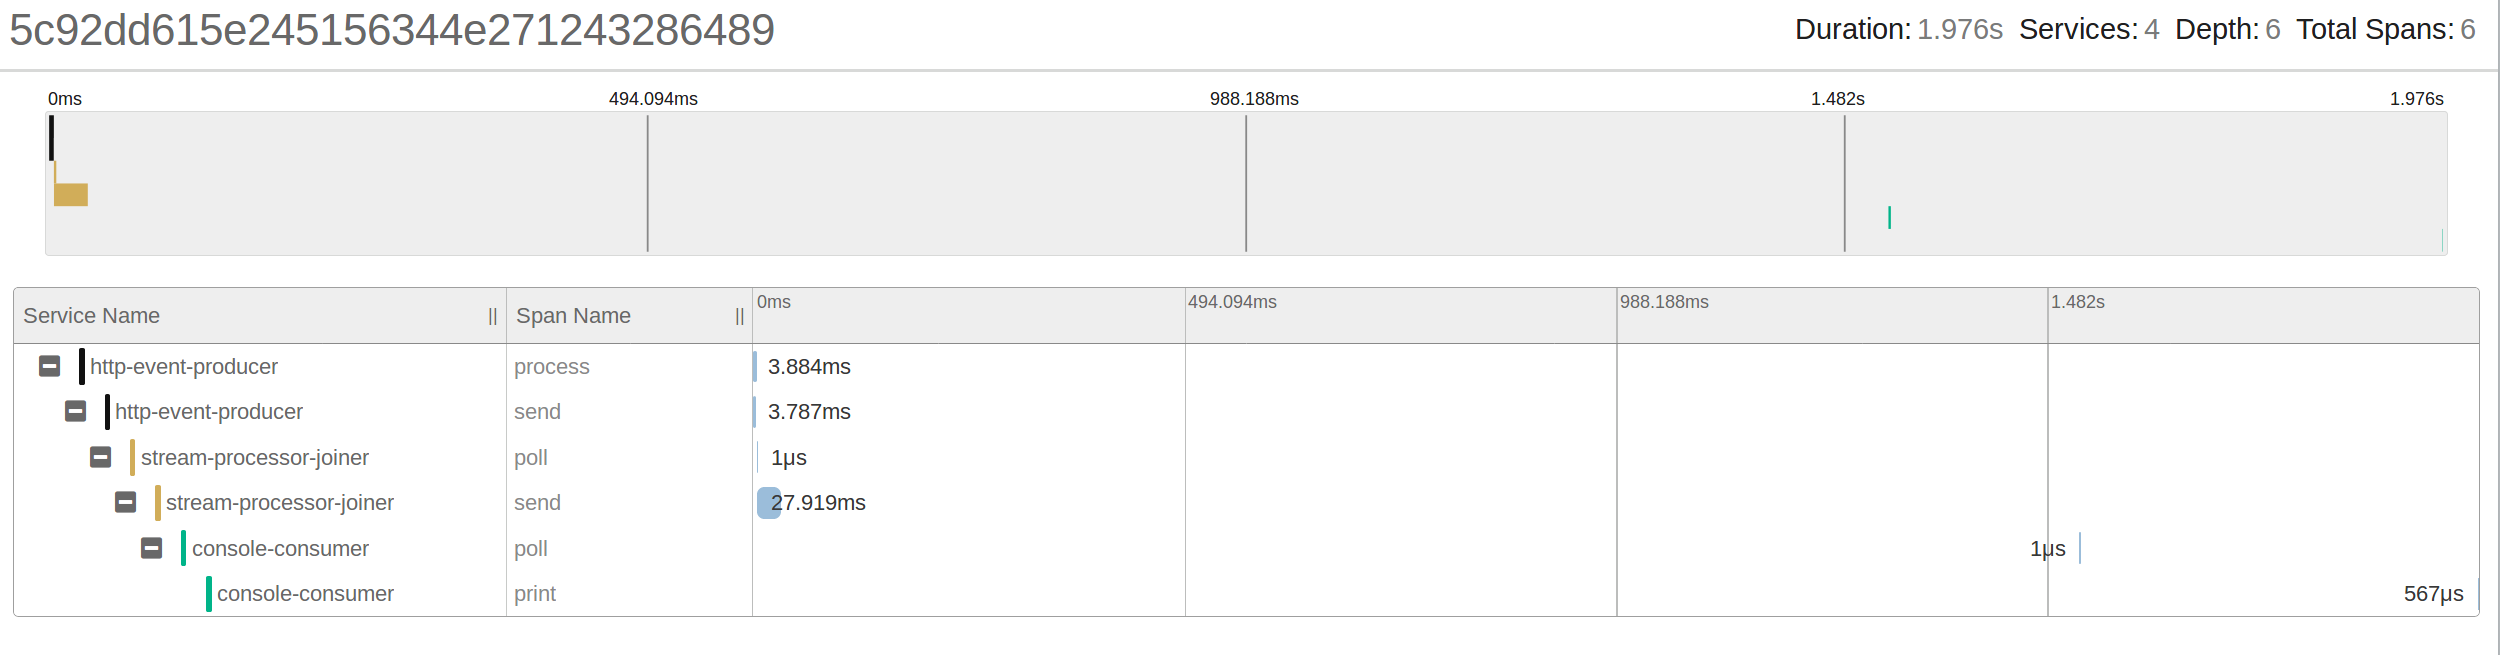 5c92dd615e245156344e271243286489
Duration: 1.976s Services: 4 Depth: 6 Total Spans: 6
0ms 494.094ms 988.188ms 1.482s 1.976s
Service Name || Span Name || 0ms 494.094ms 988.188ms 1.482s
http-event-producer process 3.884ms
http-event-producer send 3.787ms
stream-processor-joiner poll 1μs
stream-processor-joiner send 27.919ms
console-consumer poll 1μs
console-consumer print 567μs